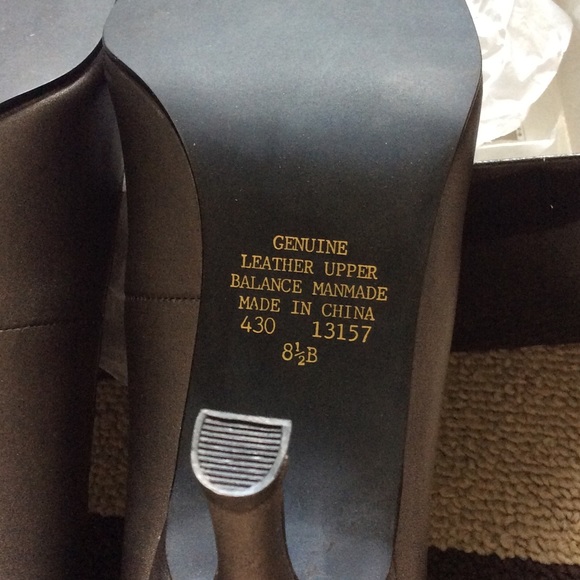 GENUINE
LEATHER UPPER
BALANCE MANMADE
MADE IN CHINA
430 13157
8½B